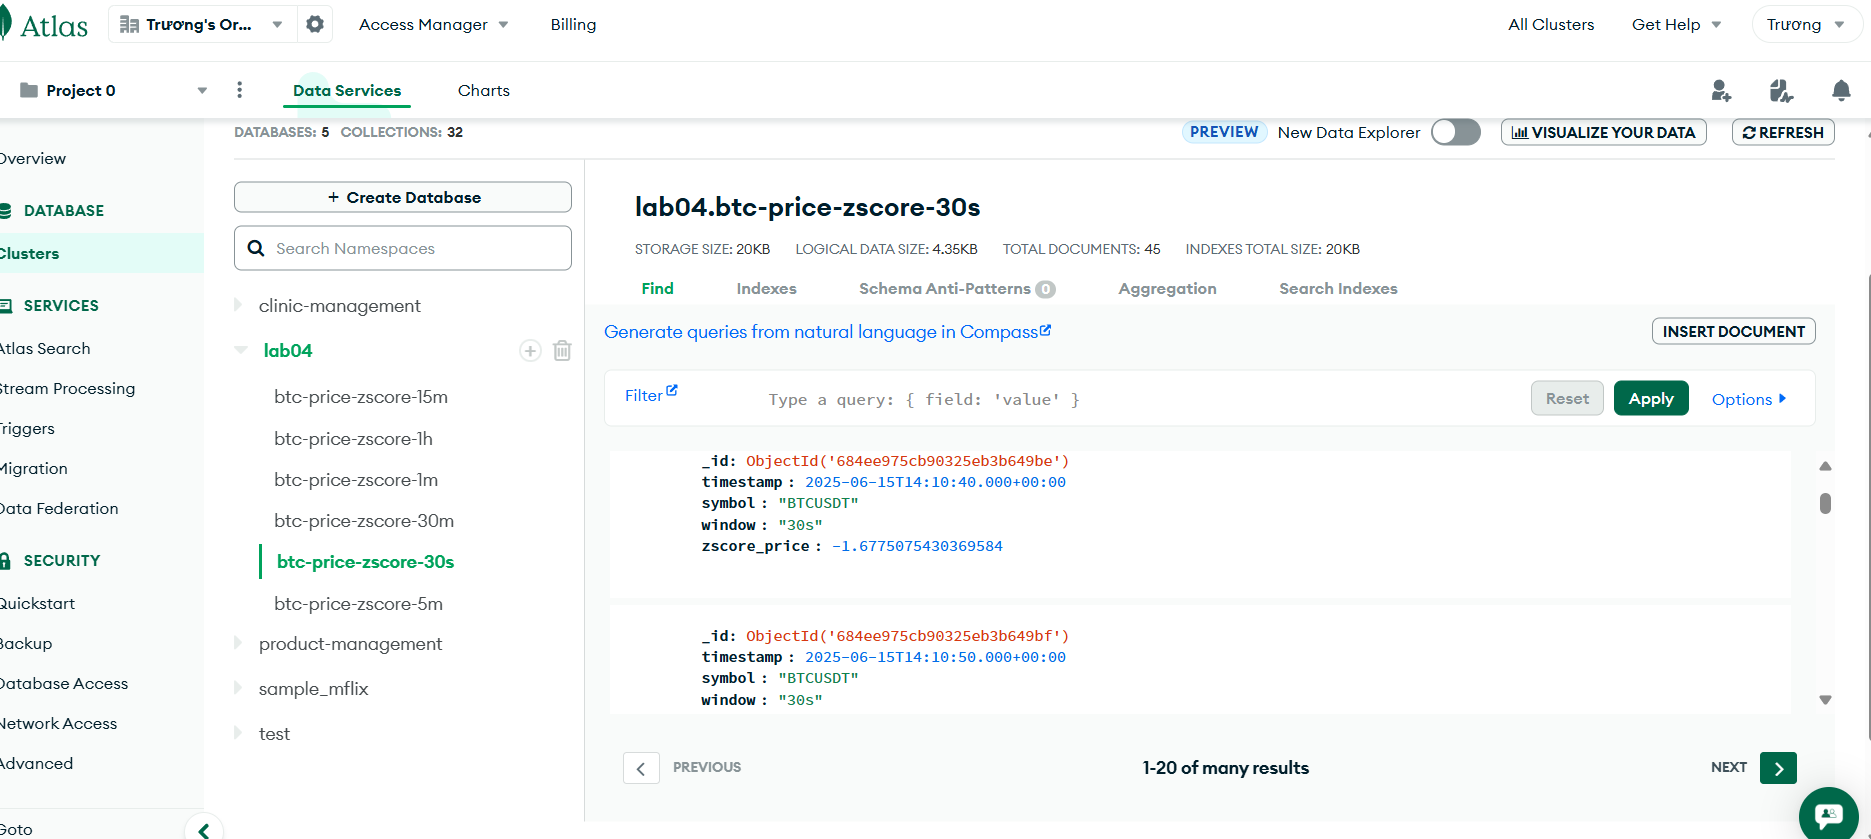 Atlas
Trương's Or...
Access Manager
Billing
All Clusters
Get Help
Trương
Project 0
Data Services
Charts
DATABASES: 5 COLLECTIONS: 32
PREVIEW
New Data Explorer
VISUALIZE YOUR DATA
REFRESH
Overview
DATABASE
Clusters
SERVICES
Atlas Search
Stream Processing
Triggers
Migration
Data Federation
SECURITY
Quickstart
Backup
Database Access
Network Access
Advanced
Goto
+ Create Database
Search Namespaces
clinic-management
lab04
btc-price-zscore-15m
btc-price-zscore-1h
btc-price-zscore-1m
btc-price-zscore-30m
btc-price-zscore-30s
btc-price-zscore-5m
product-management
sample_mflix
test
lab04.btc-price-zscore-30s
STORAGE SIZE: 20KB LOGICAL DATA SIZE: 4.35KB TOTAL DOCUMENTS: 45 INDEXES TOTAL SIZE: 20KB
Find
Indexes
Schema Anti-Patterns 0
Aggregation
Search Indexes
Generate queries from natural language in Compass
INSERT DOCUMENT
Filter
Type a query: { field: 'value' }
Reset
Apply
Options
_id: ObjectId('684ee975cb90325eb3b649be')
timestamp : 2025-06-15T14:10:40.000+00:00
symbol : "BTCUSDT"
window : "30s"
zscore_price : -1.6775075430369584
_id: ObjectId('684ee975cb90325eb3b649bf')
timestamp : 2025-06-15T14:10:50.000+00:00
symbol : "BTCUSDT"
window : "30s"
PREVIOUS
1-20 of many results
NEXT